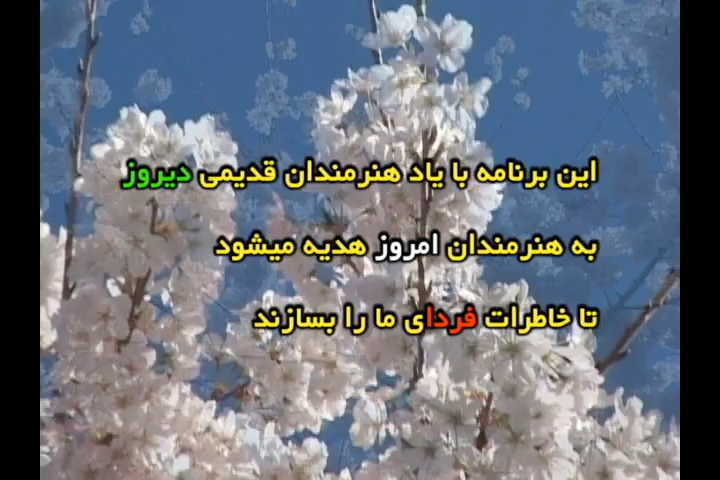 این برنامه با یاد هنرمندان قدیمی دیروز
به هنرمندان امروز هدیه میشود
تا خاطرات فردای ما را بسازند